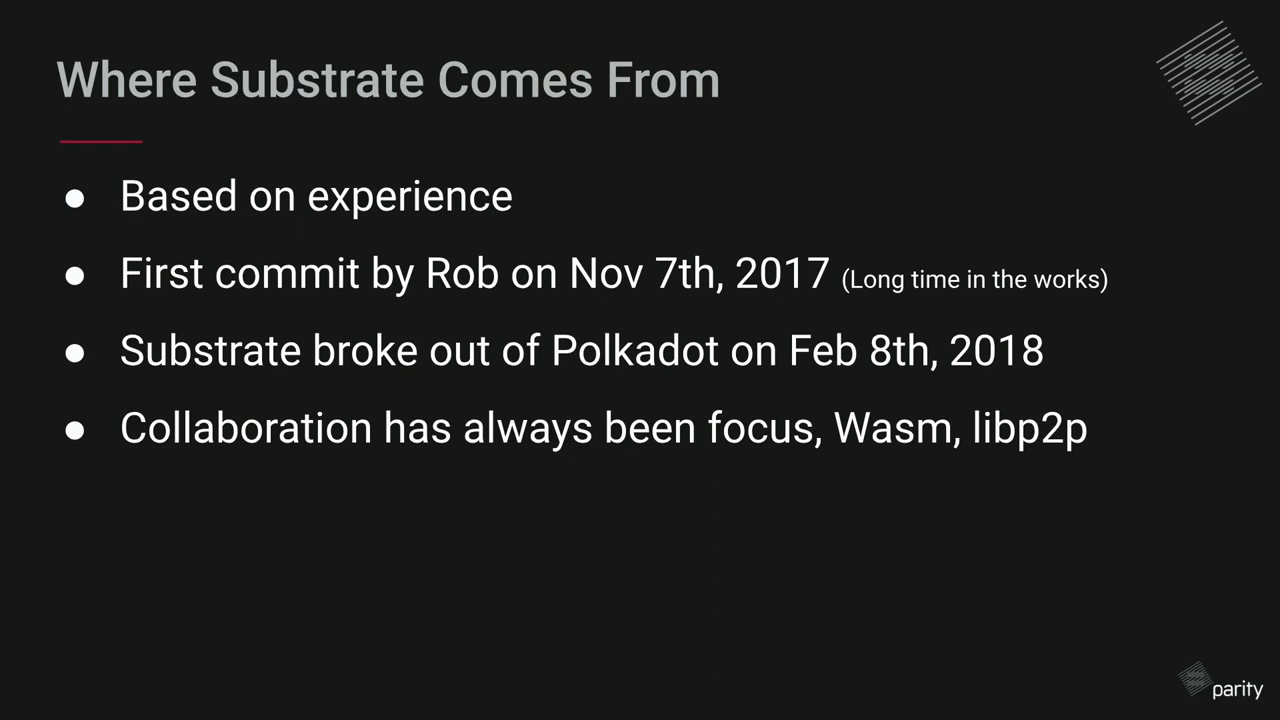 Where Substrate Comes From
● Based on experience
● First commit by Rob on Nov 7th, 2017 (Long time in the works)
● Substrate broke out of Polkadot on Feb 8th, 2018
● Collaboration has always been focus, Wasm, libp2p
parity